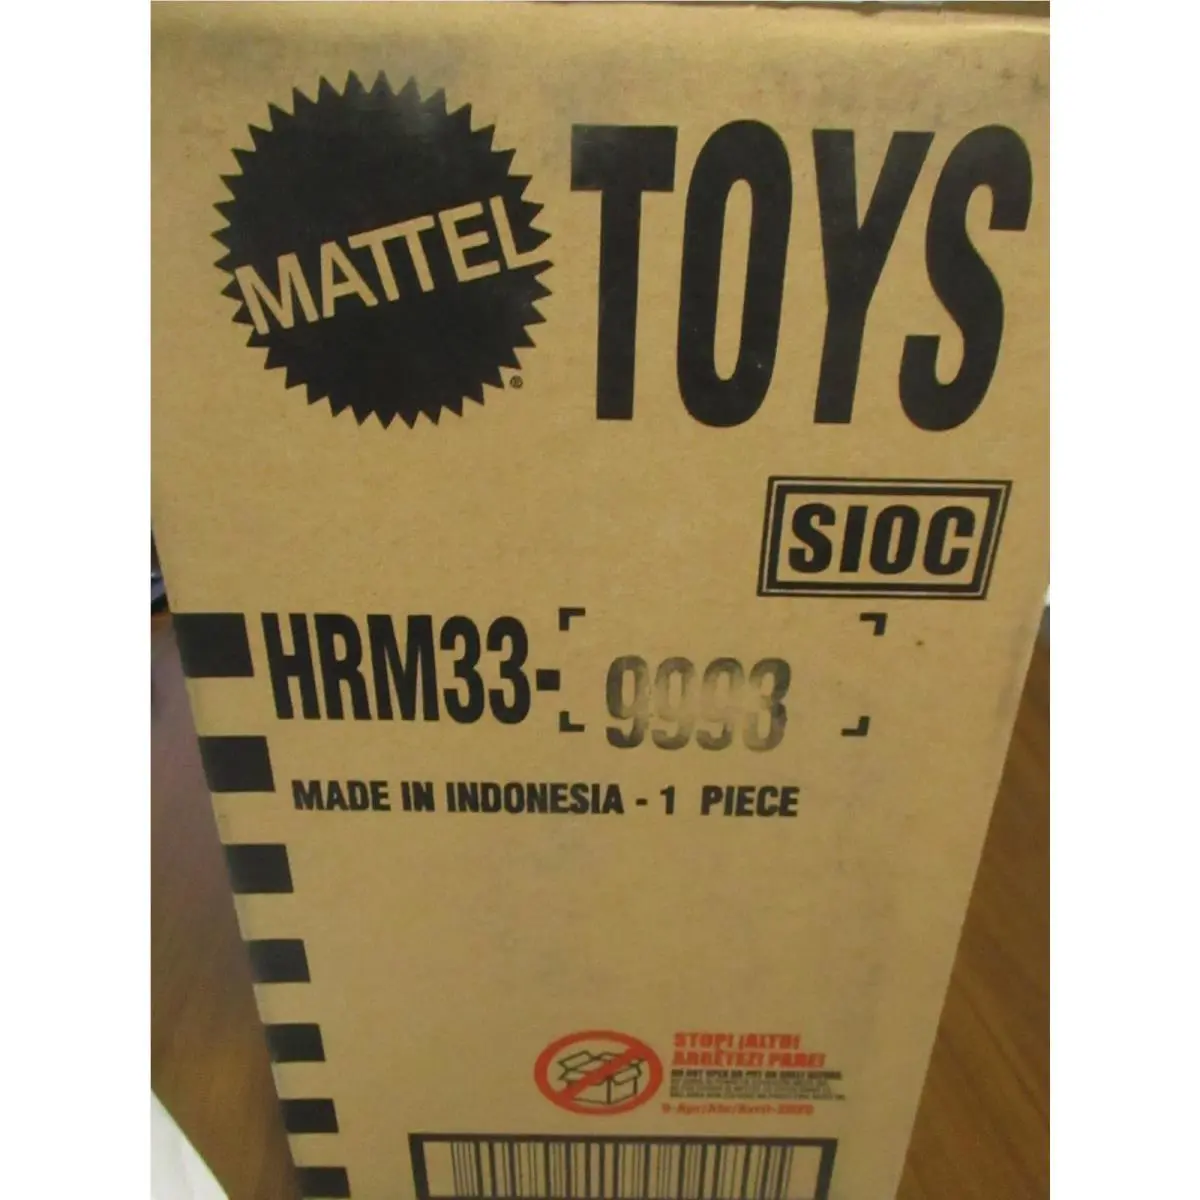 MATTEL
®
TOYS
SIOC
HRM33-9993
MADE IN INDONESIA - 1 PIECE
STOP! ¡ALTO!
ARRÊTEZ! PARE!